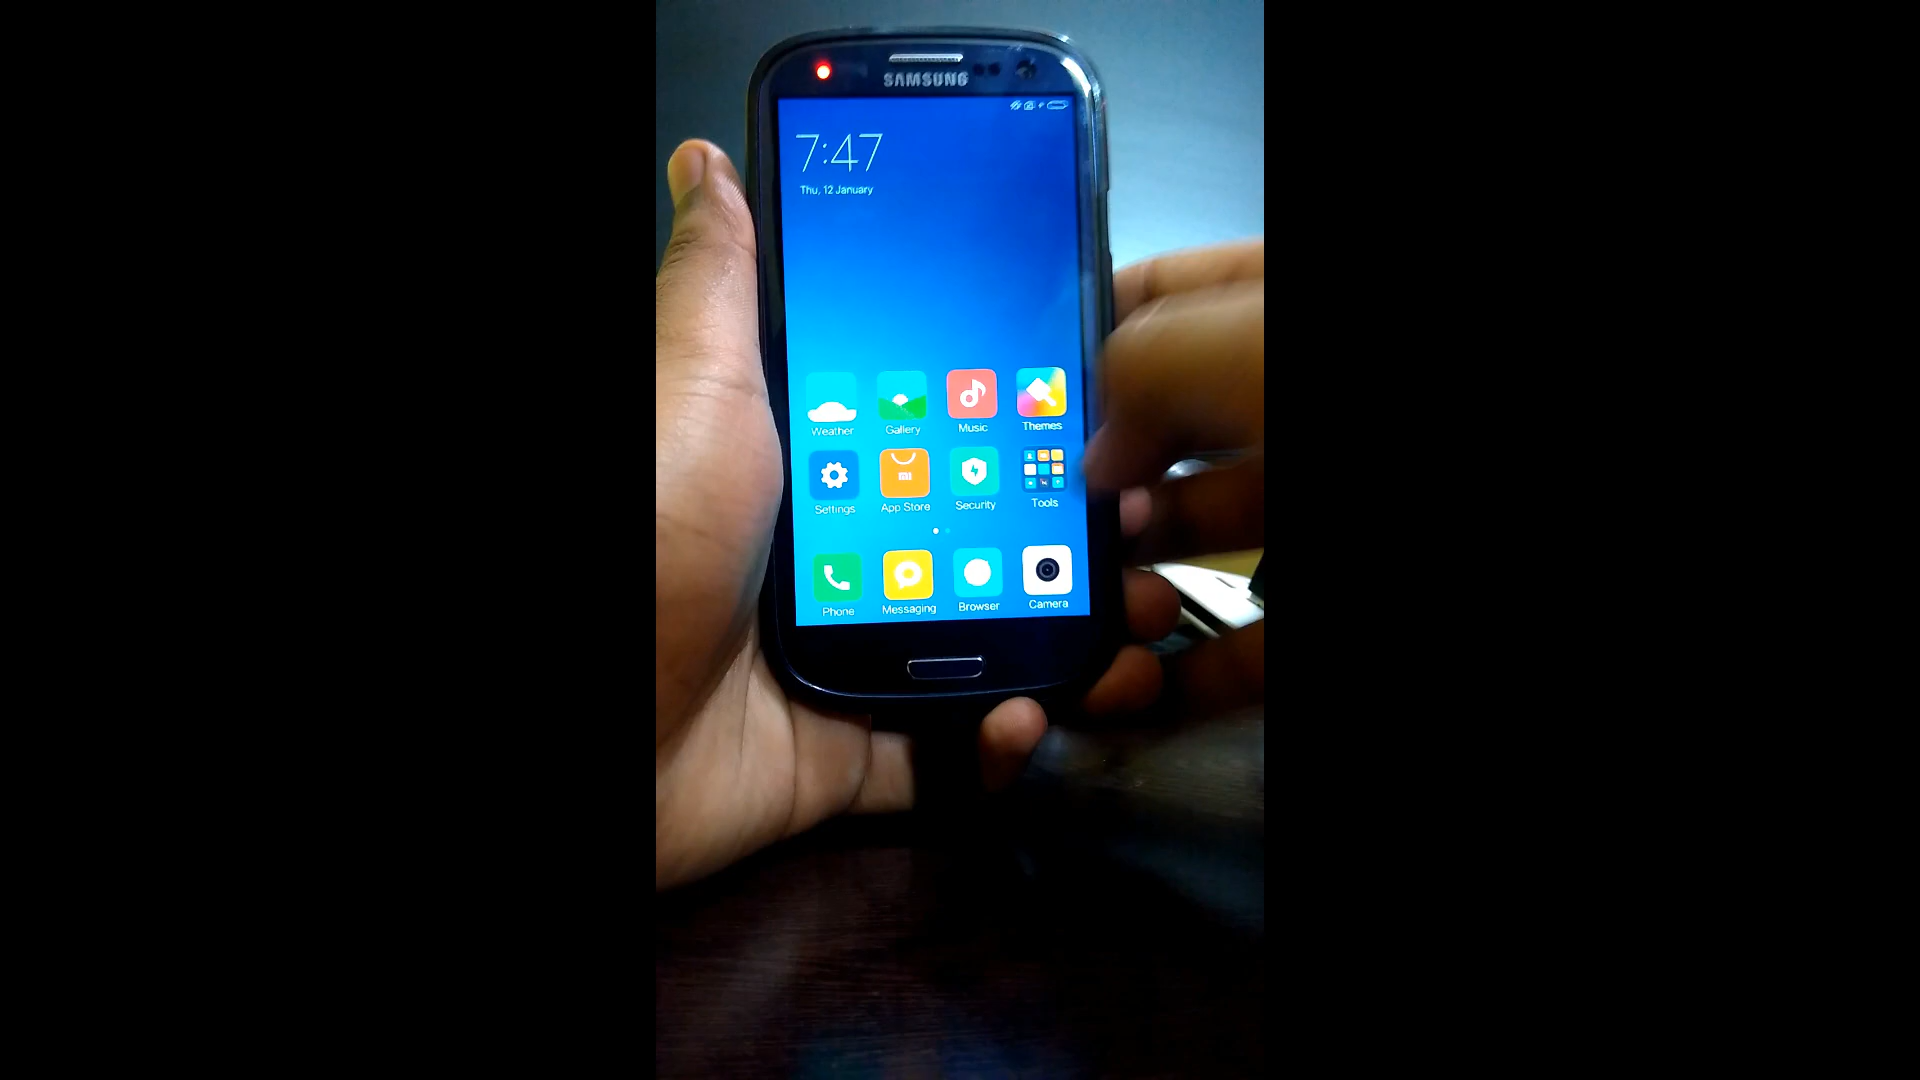 SAMSUNG
7:47
Thu, 12 January
Weather Gallery Music Themes
mi
Settings App Store Security Tools
Phone Messaging Browser Camera